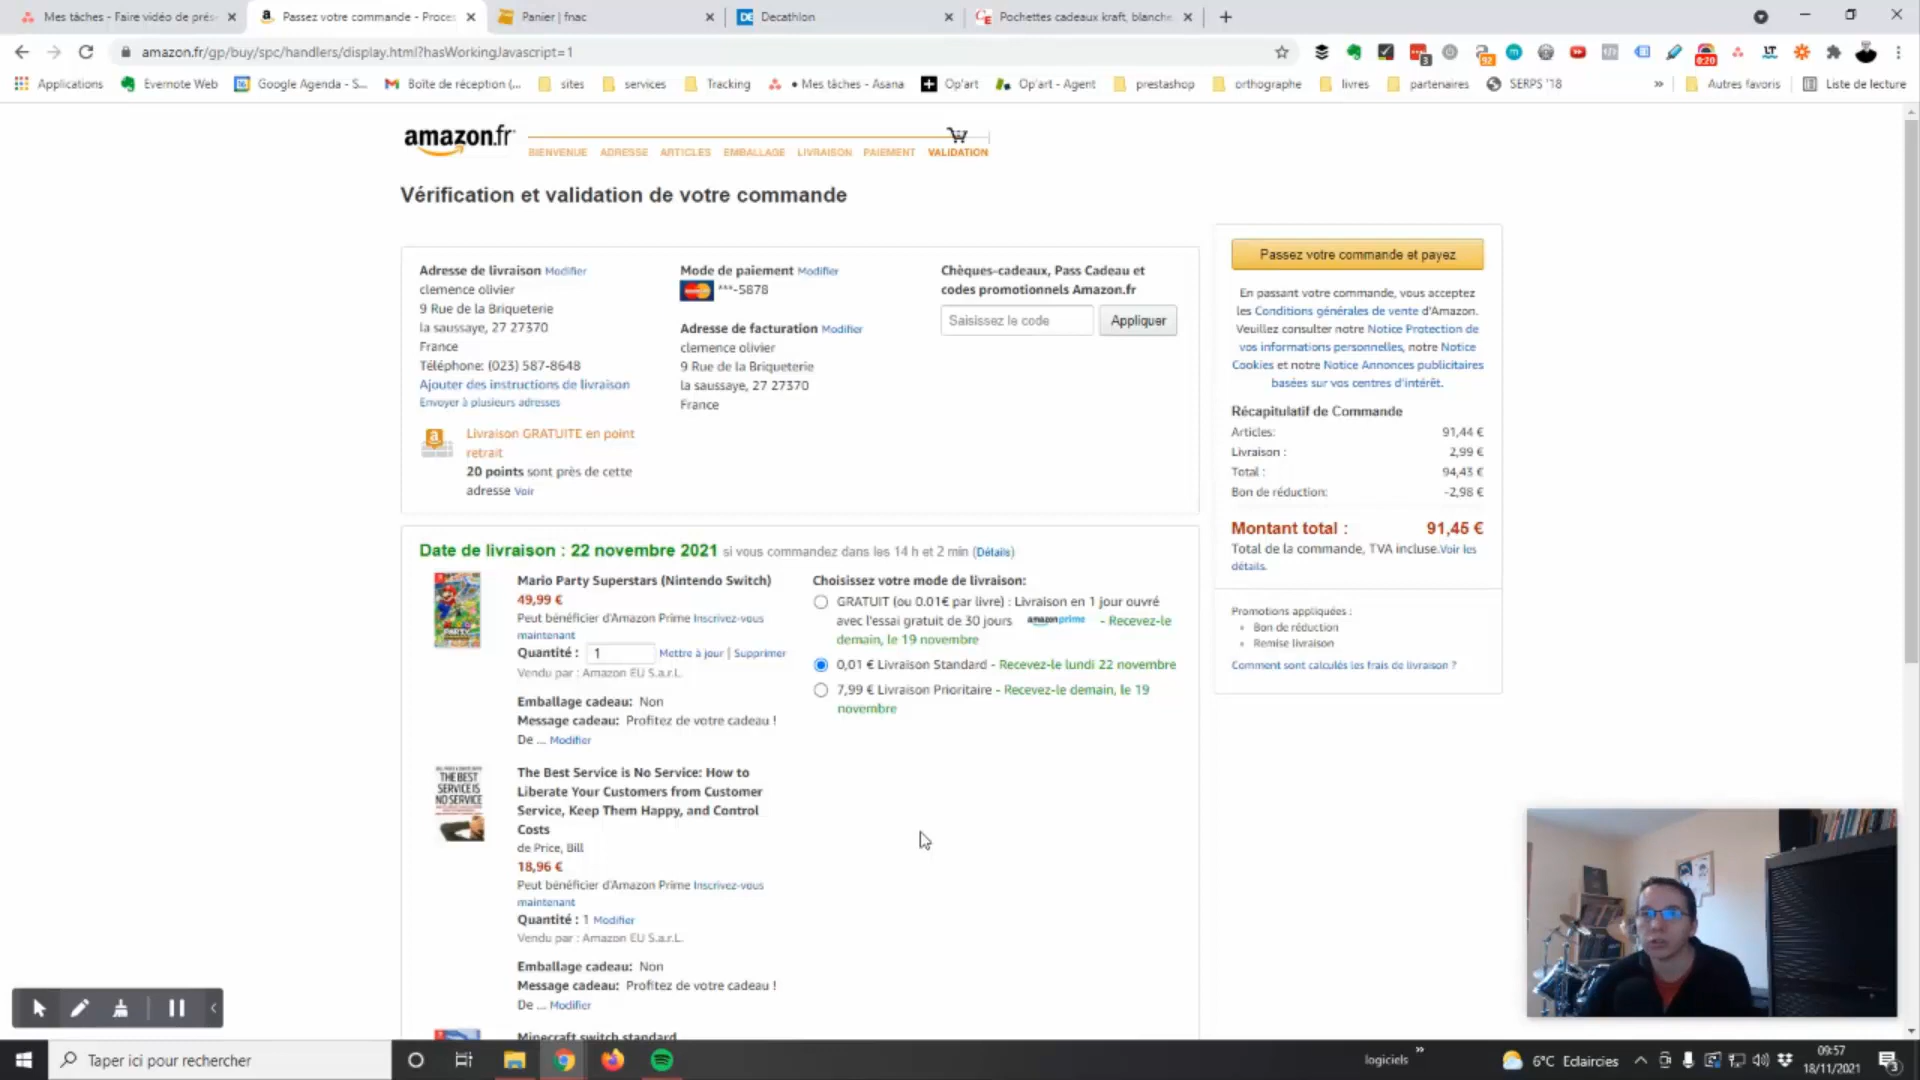 Mes tâches - Faire vidéo de prés
Passez votre commande - Proces
Panier | fnac
Decathlon
Pochettes cadeaux kraft, blanche
amazon.fr/gp/buy/spc/handlers/display.html?hasWorkingJavascript=1
Applications
Evernote Web
Google Agenda - S...
Boîte de réception (...
sites
services
Tracking
• Mes tâches - Asana
Op'art
Op'art - Agent
prestashop
orthographe
livres
partenaires
SERPS '18
Autres favoris
Liste de lecture
amazon.fr
BIENVENUE ADRESSE ARTICLES EMBALLAGE LIVRAISON PAIEMENT VALIDATION
Vérification et validation de votre commande
Adresse de livraison Modifier
clemence olivier
9 Rue de la Briqueterie
la saussaye, 27 27370
France
Téléphone: (023) 587-8648
Ajouter des instructions de livraison
Envoyer à plusieurs adresses
Livraison GRATUITE en point
retrait
20 points sont près de cette
adresse Voir
Mode de paiement Modifier
***-5878
Adresse de facturation Modifier
clemence olivier
9 Rue de la Briqueterie
la saussaye, 27 27370
France
Chèques-cadeaux, Pass Cadeau et
codes promotionnels Amazon.fr
Saisissez le code
Appliquer
Passez votre commande et payez
En passant votre commande, vous acceptez
les Conditions générales de vente d'Amazon.
Veuillez consulter notre Notice Protection de
vos informations personnelles, notre Notice
Cookies et notre Notice Annonces publicitaires
basées sur vos centres d'intérêt.
Récapitulatif de Commande
Articles: 91,44 €
Livraison : 2,99 €
Total : 94,43 €
Bon de réduction: -2,98 €
Montant total : 91,45 €
Total de la commande, TVA incluse.Voir les
détails.
Promotions appliquées :
Bon de réduction
Remise livraison
Comment sont calculés les frais de livraison ?
Date de livraison : 22 novembre 2021 si vous commandez dans les 14 h et 2 min (Détails)
Mario Party Superstars (Nintendo Switch)
49,99 €
Peut bénéficier d'Amazon Prime Inscrivez-vous
maintenant
Quantité : 1 Mettre à jour | Supprimer
Vendu par : Amazon EU S.a.r.L.
Emballage cadeau: Non
Message cadeau: Profitez de votre cadeau !
De ... Modifier
Choisissez votre mode de livraison:
GRATUIT (ou 0.01€ par livre) : Livraison en 1 jour ouvré
avec l'essai gratuit de 30 jours amazon prime - Recevez-le
demain, le 19 novembre
0,01 € Livraison Standard - Recevez-le lundi 22 novembre
7,99 € Livraison Prioritaire - Recevez-le demain, le 19
novembre
THE BEST
SERVICE IS
NO SERVICE
The Best Service is No Service: How to
Liberate Your Customers from Customer
Service, Keep Them Happy, and Control
Costs
de Price, Bill
18,96 €
Peut bénéficier d'Amazon Prime Inscrivez-vous
maintenant
Quantité : 1 Modifier
Vendu par : Amazon EU S.a.r.L.
Emballage cadeau: Non
Message cadeau: Profitez de votre cadeau !
De ... Modifier
Minecraft switch standard
Taper ici pour rechercher
logiciels
6°C Eclaircies
09:57
18/11/2021